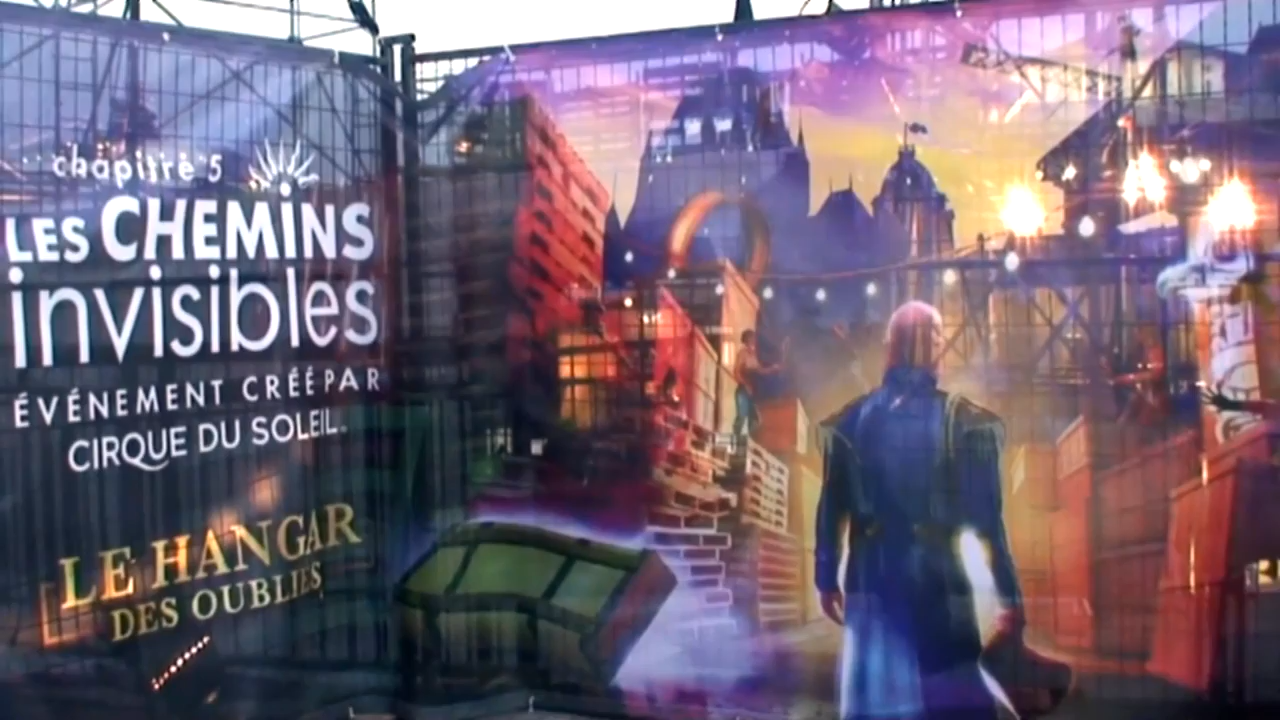 chapitre 5
LES CHEMiNS
invisibles
ÉVÉNEMENT CRÉÉ PAR
CIRQUE DU SOLEIL.
LE HANGAR
DES OUBLIÉS